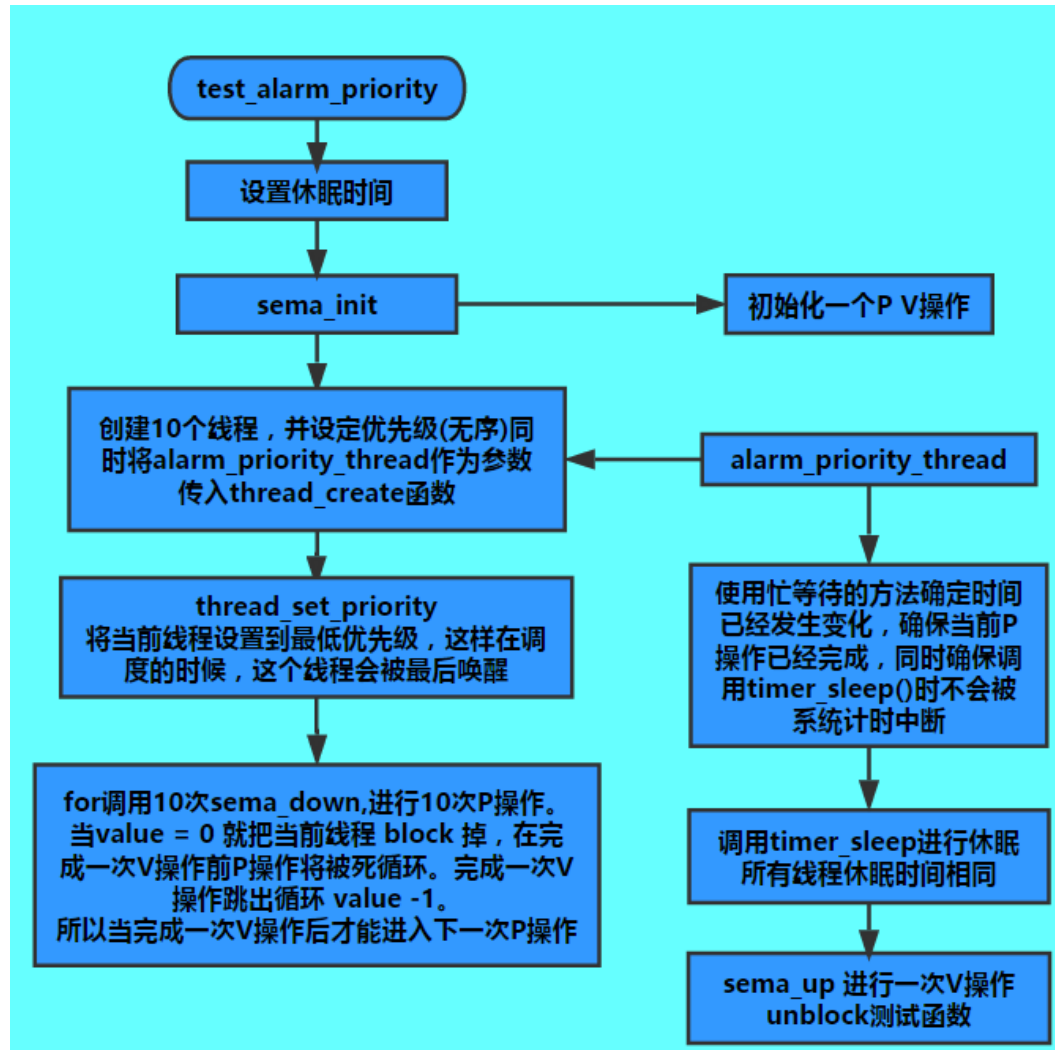 test_alarm_priority
设置休眠时间
sema_init
初始化一个P V操作
创建10个线程，并设定优先级(无序)同
时将alarm_priority_thread作为参数
传入thread_create函数
alarm_priority_thread
thread_set_priority
将当前线程设置到最低优先级，这样在调
度的时候，这个线程会被最后唤醒
使用忙等待的方法确定时间
已经发生变化，确保当前P
操作已经完成，同时确保调
用timer_sleep()时不会被
系统计时中断
for调用10次sema_down,进行10次P操作。
当value = 0 就把当前线程 block 掉，在完
成一次V操作前P操作将被死循环。完成一次V
操作跳出循环 value -1。
所以当完成一次V操作后才能进入下一次P操作
调用timer_sleep进行休眠
所有线程休眠时间相同
sema_up 进行一次V操作
unblock测试函数